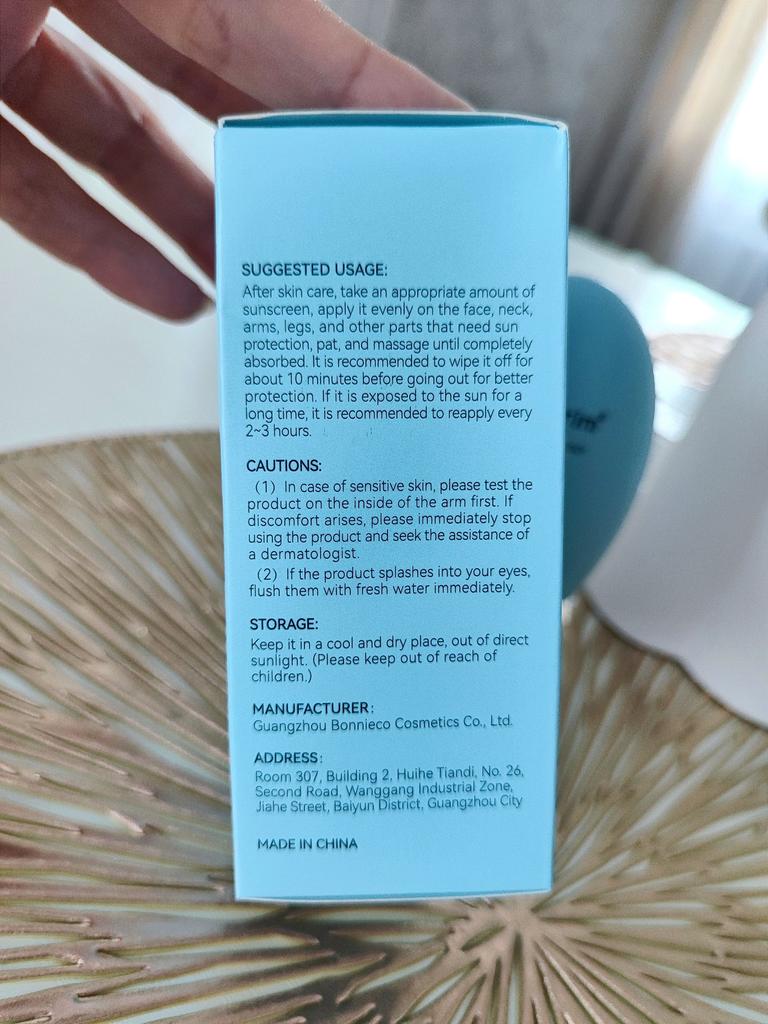 SUGGESTED USAGE:
After skin care, take an appropriate amount of
sunscreen, apply it evenly on the face, neck,
arms, legs, and other parts that need sun
protection, pat, and massage until completely
absorbed. It is recommended to wipe it off for
about 10 minutes before going out for better
protection. If it is exposed to the sun for a
long time, it is recommended to reapply every
2~3 hours.
CAUTIONS:
(1) In case of sensitive skin, please test the
product on the inside of the arm first. If
discomfort arises, please immediately stop
using the product and seek the assistance of
a dermatologist.
(2) If the product splashes into your eyes,
flush them with fresh water immediately.
STORAGE:
Keep it in a cool and dry place, out of direct
sunlight. (Please keep out of reach of
children.)
MANUFACTURER:
Guangzhou Bonnieco Cosmetics Co., Ltd.
ADDRESS:
Room 307, Building 2, Huihe Tiandi, No. 26,
Second Road, Wanggang Industrial Zone,
Jiahe Street, Baiyun District, Guangzhou City
MADE IN CHINA